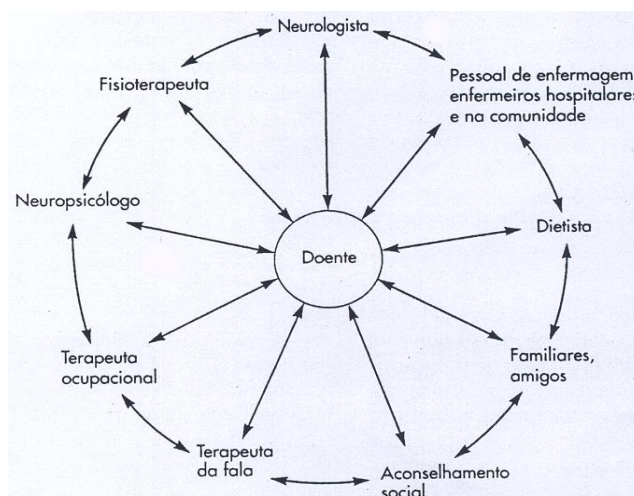 Neurologista
Pessoal de enfermagem,
enfermeiros hospitalares
e na comunidade
Fisioterapeuta
Neuropsicólogo
Dietista
Doente
Terapeuta
ocupacional
Familiares,
amigos
Terapeuta
da fala
Aconselhamento
social